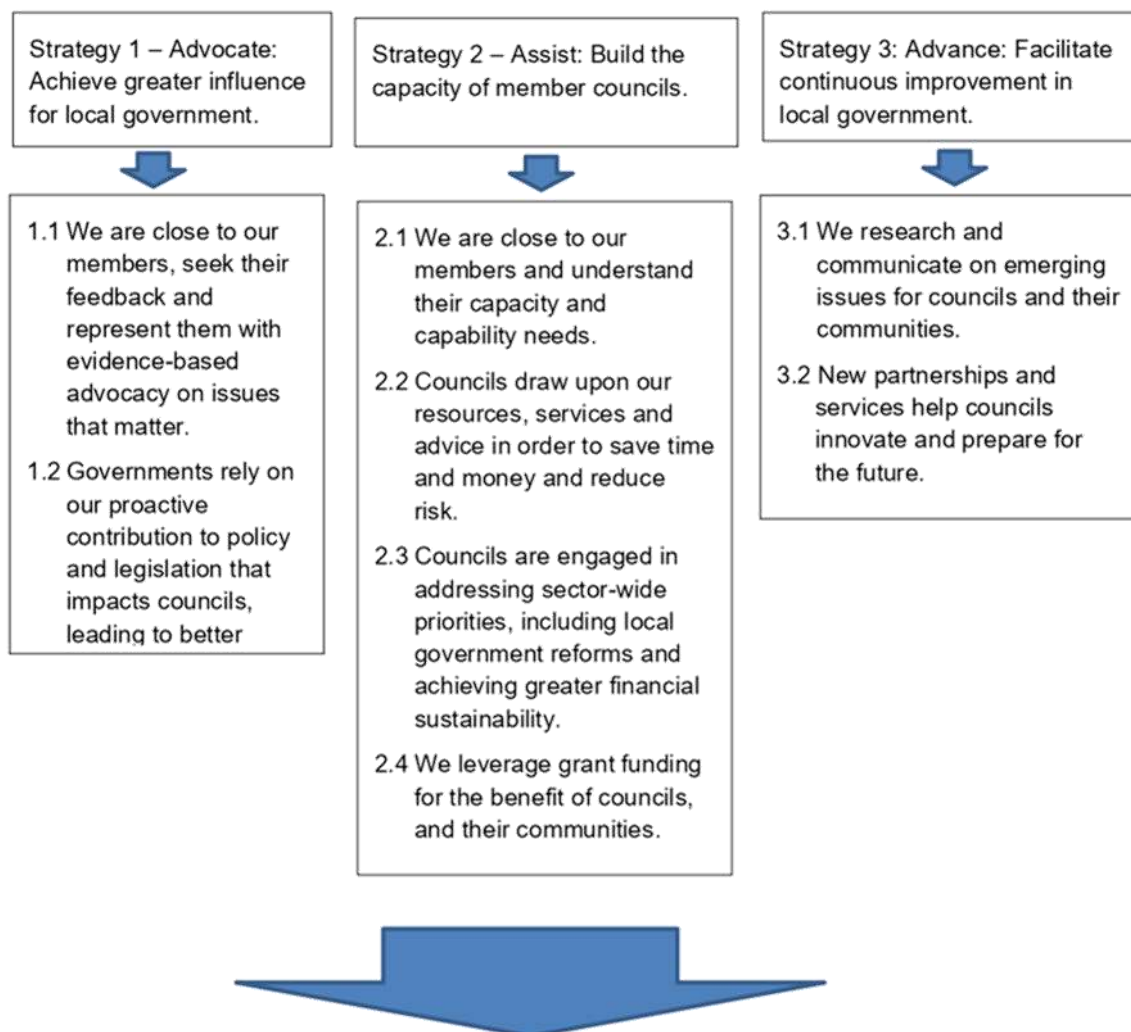 Strategy 1 – Advocate:
Achieve greater influence
for local government.
Strategy 2 – Assist: Build the
capacity of member councils.
Strategy 3: Advance: Facilitate
continuous improvement in
local government.
1.1 We are close to our
members, seek their
feedback and
represent them with
evidence-based
advocacy on issues
that matter.
1.2 Governments rely on
our proactive
contribution to policy
and legislation that
impacts councils,
leading to better
2.1 We are close to our
members and understand
their capacity and
capability needs.
2.2 Councils draw upon our
resources, services and
advice in order to save time
and money and reduce
risk.
2.3 Councils are engaged in
addressing sector-wide
priorities, including local
government reforms and
achieving greater financial
sustainability.
2.4 We leverage grant funding
for the benefit of councils,
and their communities.
3.1 We research and
communicate on emerging
issues for councils and their
communities.
3.2 New partnerships and
services help councils
innovate and prepare for
the future.